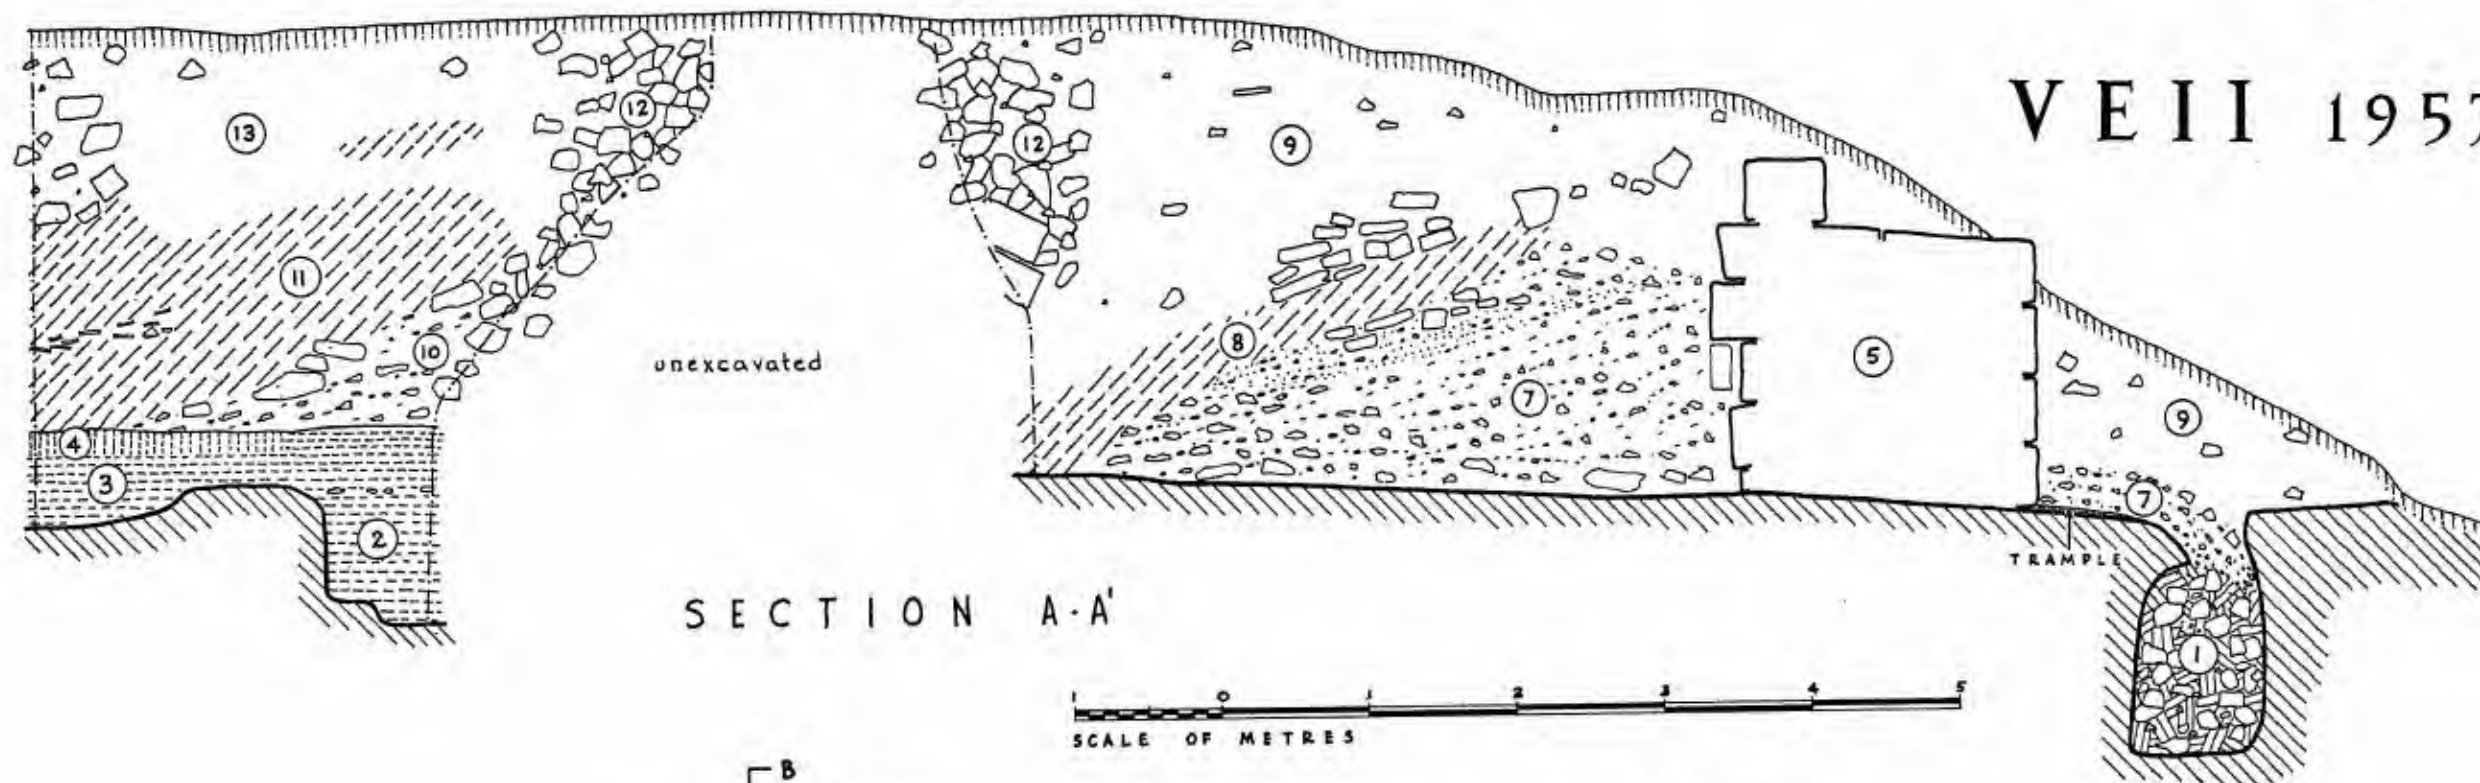 VEII 1957
13
12
12
9
11
10
8
7
5
unexcavated
4
3
2
9
7
TRAMPLE
1
SECTION A-A'
1 0 1 2 3 4 5
SCALE OF METRES
B